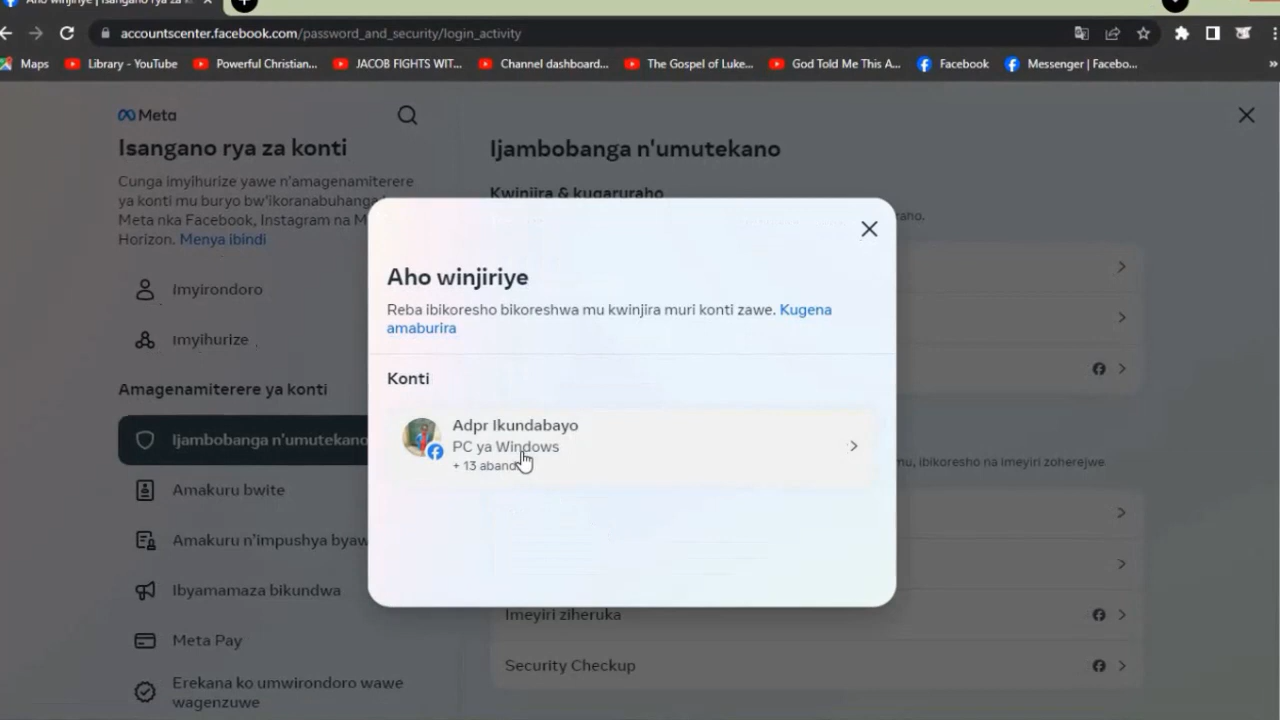 accountscenter.facebook.com/password_and_security/login_activity
Maps
Library - YouTube
Powerful Christian...
JACOB FIGHTS WIT...
Channel dashboard...
The Gospel of Luke...
God Told Me This A...
Facebook
Messenger | Facebo...
Meta
Isangano rya za konti
Cunga imyihurize yawe n'amagenamiterere
ya konti mu buryo bw'ikoranabuhanga
Meta nka Facebook, Instagram na
Horizon. Menya ibindi
Imyirondoro
Imyihurize
Amagenamiterere ya konti
Ijambobanga n'umutekano
Amakuru bwite
Amakuru n'impushya
Ibyamamaza bikundwa
Meta Pay
Erekana ko umwirondoro wawe
wagenzuwe
Ijambobanga n'umutekano
Kwinjira & kugaruraho
Aho winjiriye
Reba ibikoresho bikoreshwa mu kwinjira muri konti zawe. Kugena
amaburira
Konti
Adpr Ikundabayo
PC ya Windows
+ 13
ibikoresho na imeyiri zoherejwe
Imeyiri ziheruka
Security Checkup